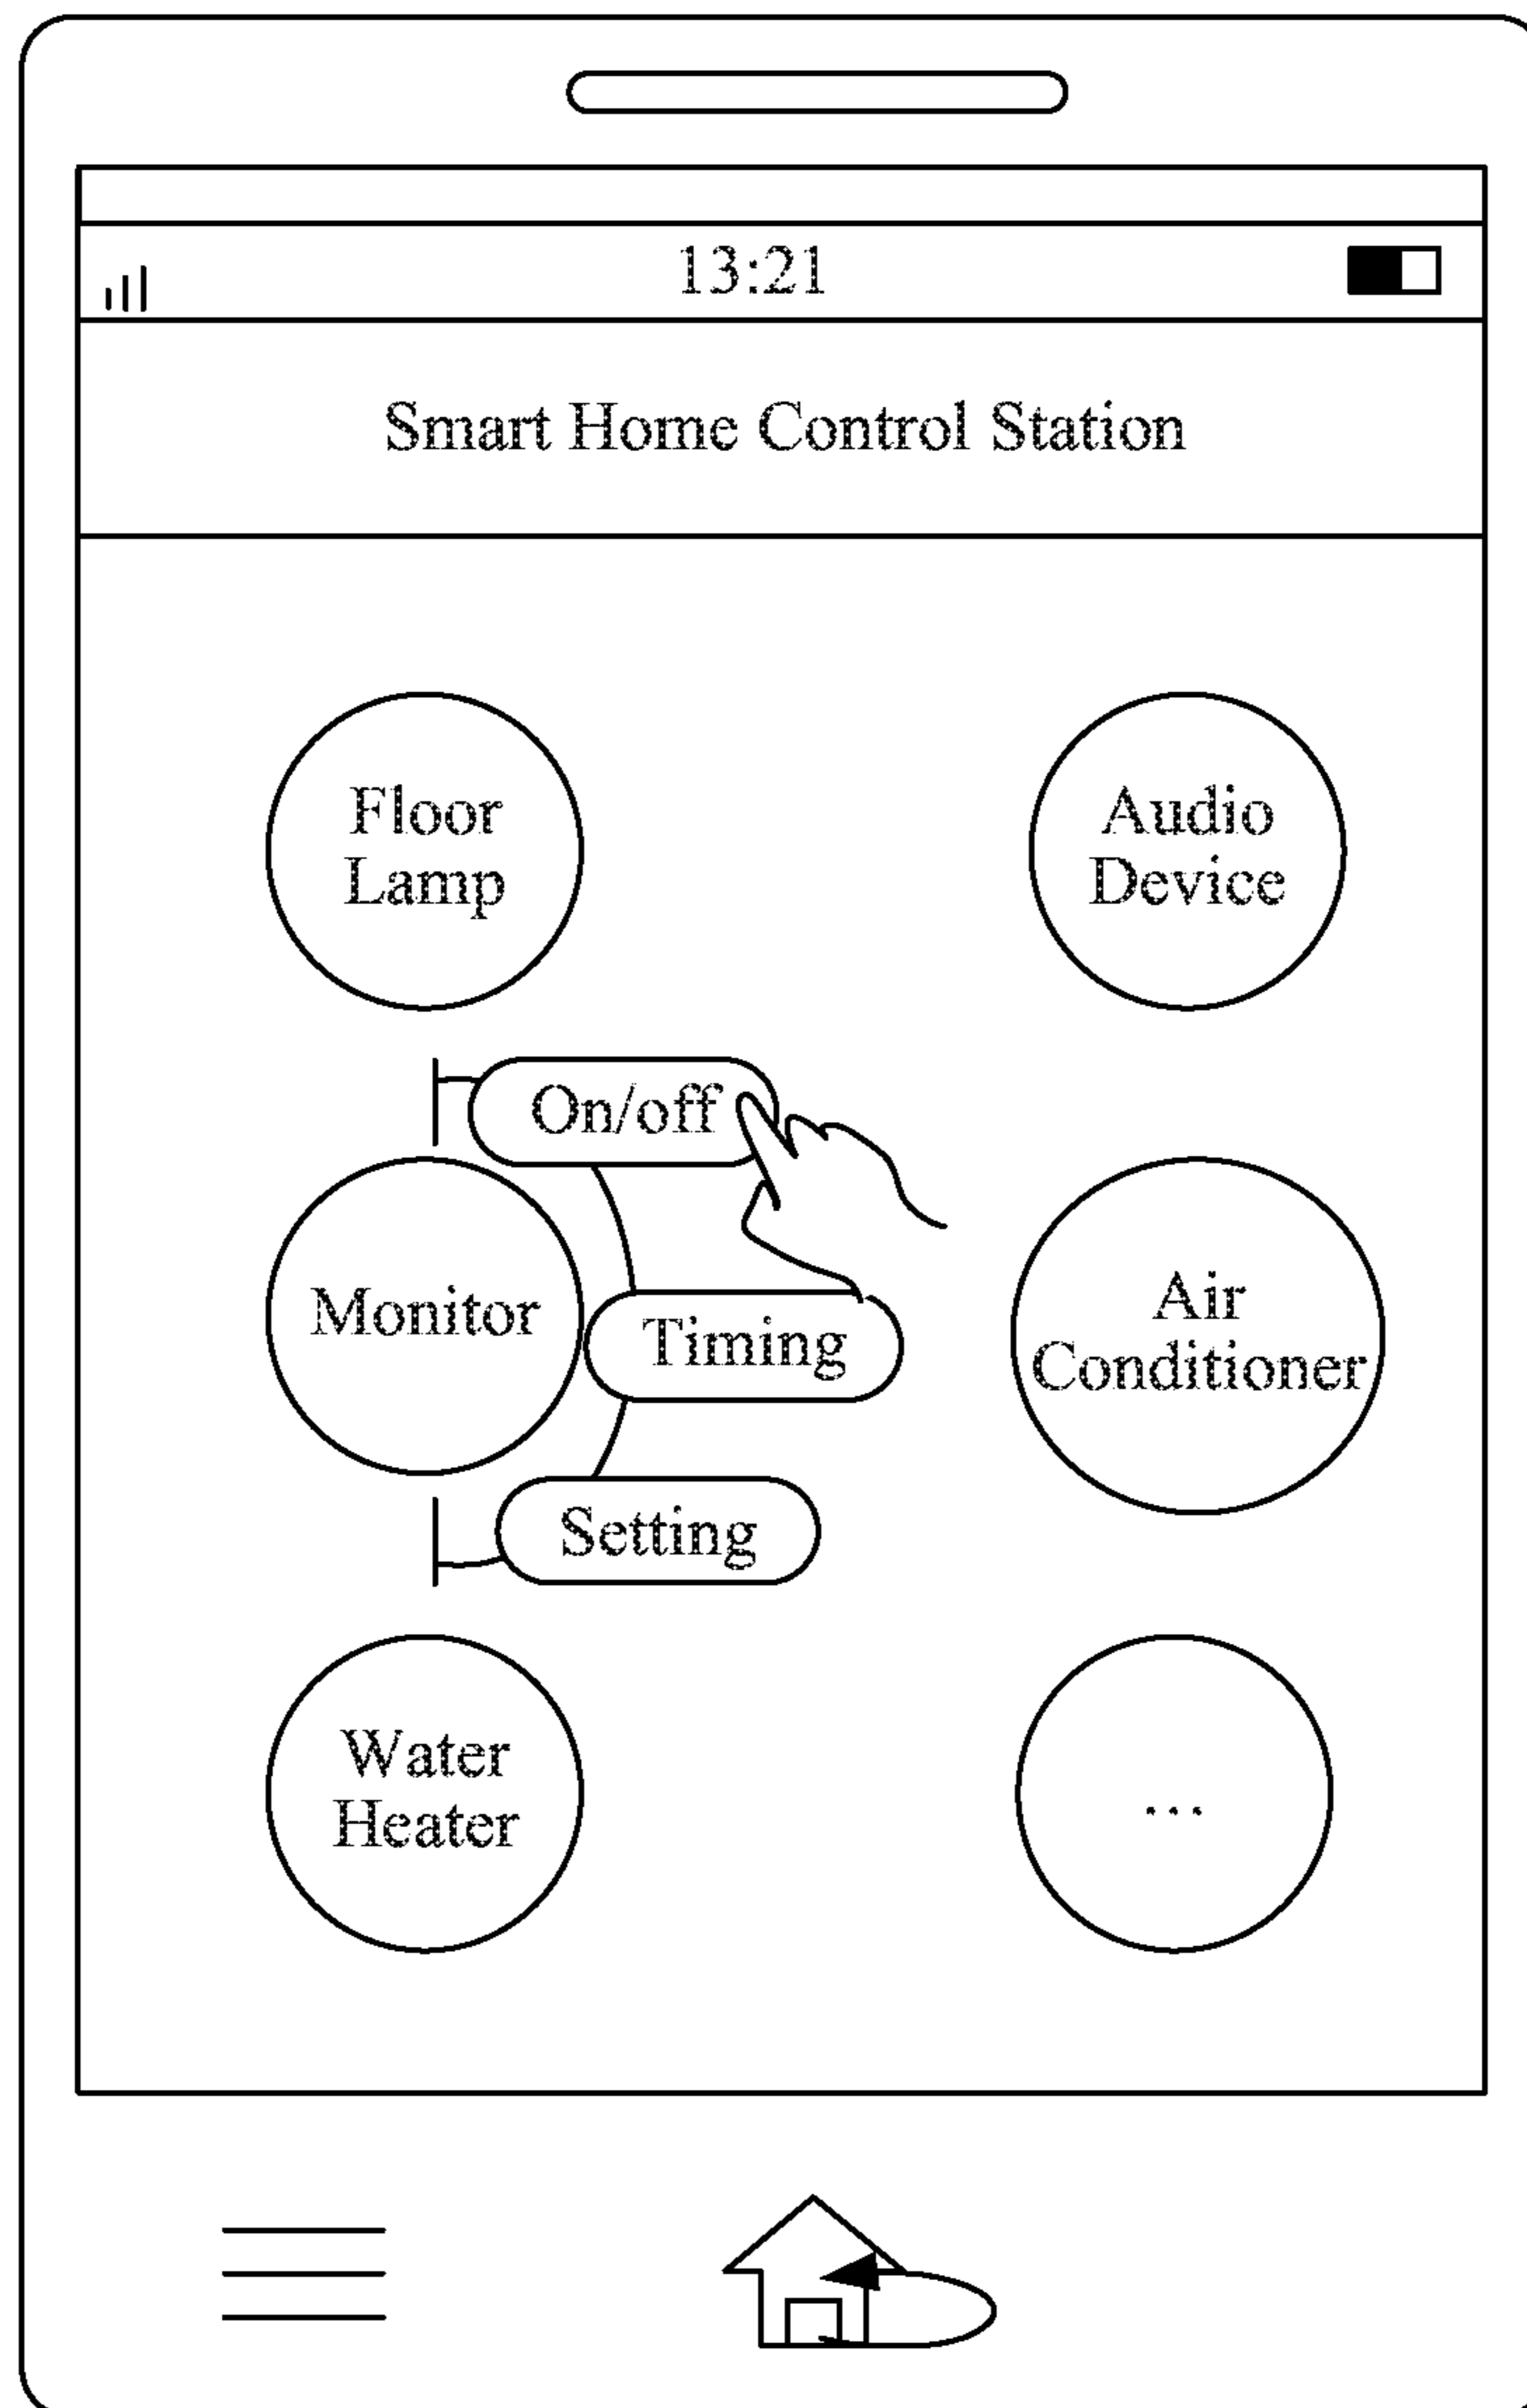 13:21
Smart Home Control Station
Floor
Lamp
Audio
Device
On/off
Monitor
Timing
Air
Conditioner
Setting
Water
Heater
...